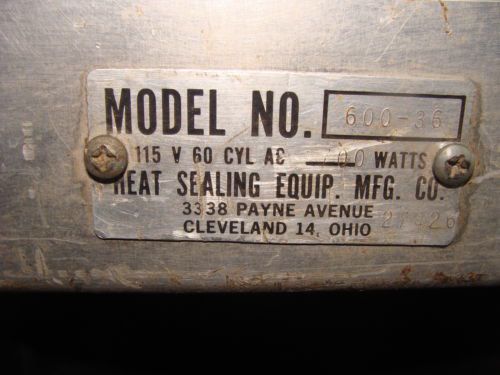 MODEL NO. 600-36
115 V 60 CYL AC 700 WATTS
HEAT SEALING EQUIP. MFG. CO.
3338 PAYNE AVENUE
CLEVELAND 14, OHIO